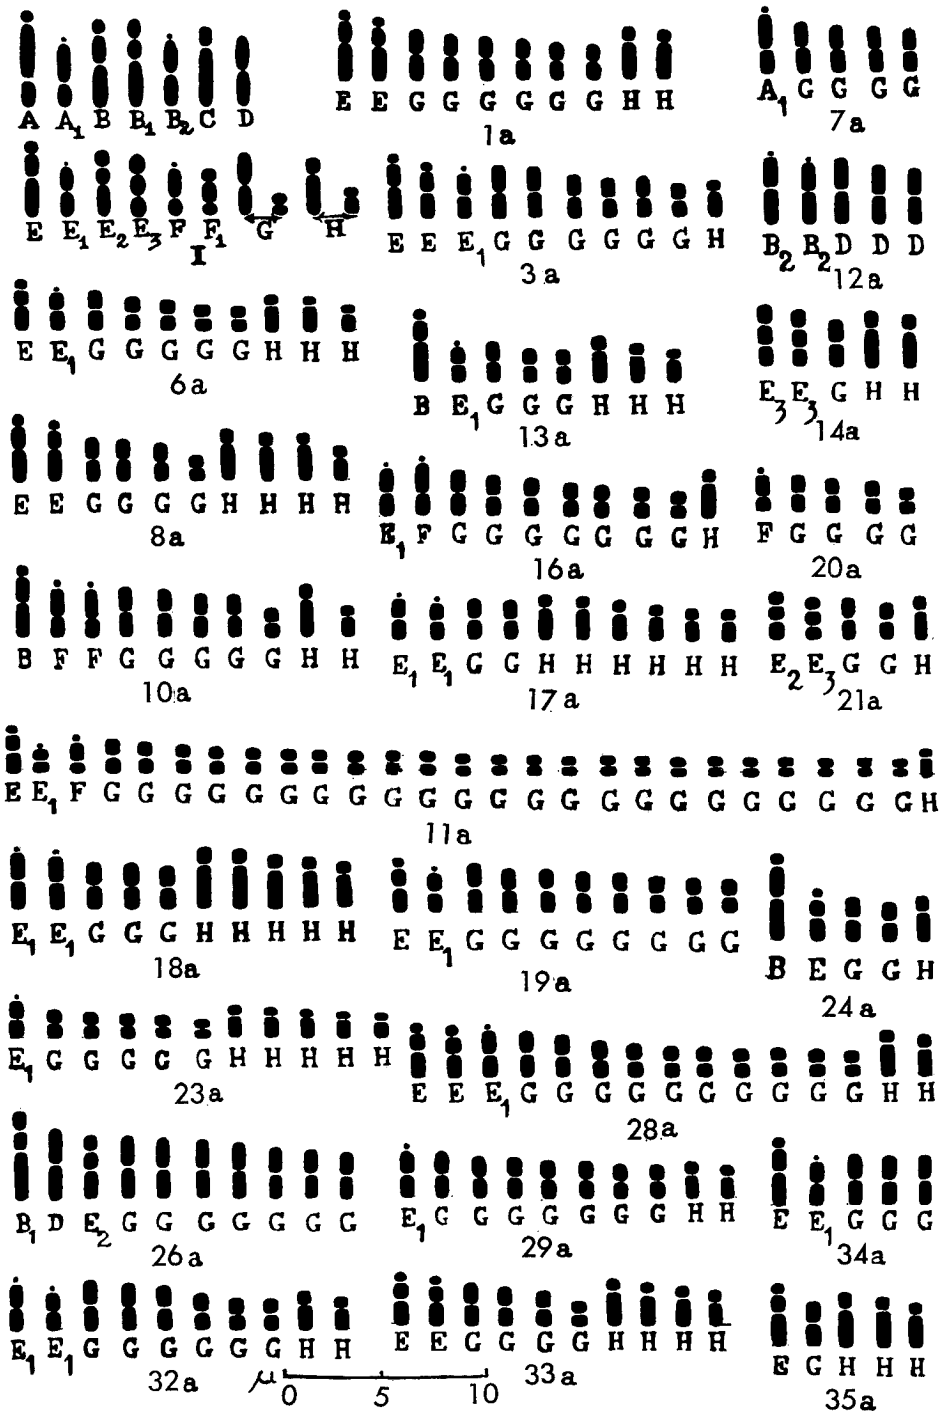 A A₁ B B₁ B₂ C D
E E₁ E₂ E₃ F F₁ G H
I
E E G G G G G G H H
1a
A₁ G G G G
7a
E E E₁ G G G G G G H
3a
B₂ B₂ D D D
12a
E E₁ G G G G G H H H
6a
B E₁ G G G H H H
13a
E₃ E₃ G H H
14a
E E G G G G H H H H
8a
E₁ F G G G G G G G H
16a
F G G G G
20a
B F F G G G G G H H
10a
E₁ E₁ G G H H H H H H
17a
E₂ E₃ G G H
21a
E E₁ F G G G G G G G G G G G G G G G G G G G G G G H
11a
E₁ E₁ G G G H H H H H
18a
E E₁ G G G G G G G G
19a
B E G G H
24a
E₁ G G G G G H H H H H
23a
E E E₁ G G G G G G G G G G H H
28a
B₁ D E₂ G G G G G G G
26a
E₁ G G G G G G G H H
29a
E E₁ G G G
34a
E₁ E₁ G G G G G G H H
32a
E E G G G G H H H H
33a
E G H H H
35a
μ 0 5 10